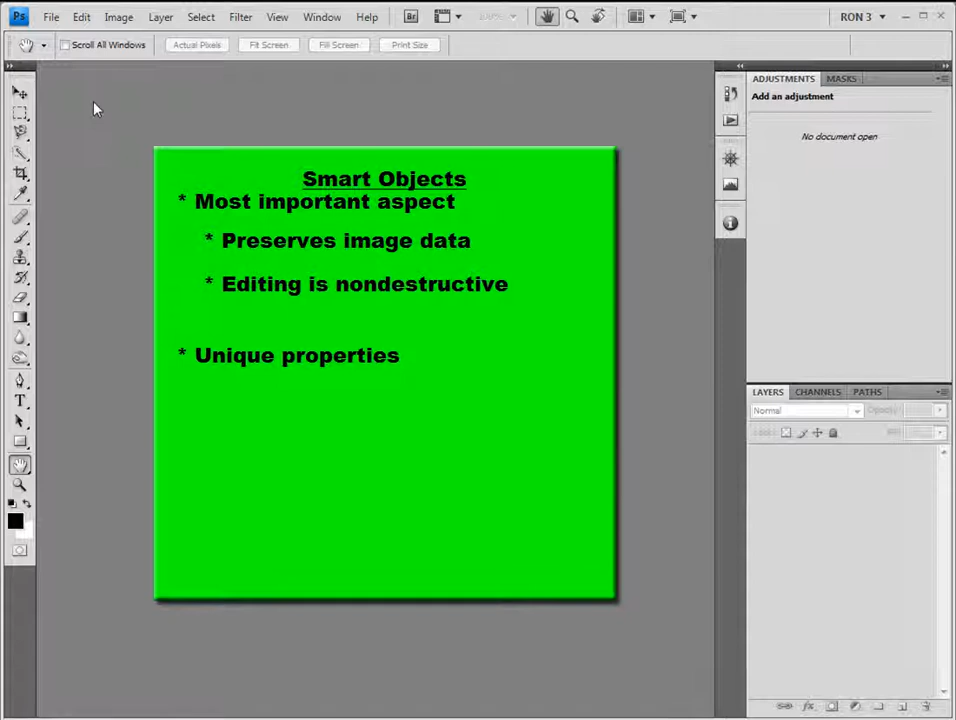 Ps File Edit Image Layer Select Filter View Window Help Br RON 3
Scroll All Windows Actual Pixels Fit Screen Fill Screen Print Size
ADJUSTMENTS MASKS
Add an adjustment
No document open
Smart Objects
* Most important aspect
* Preserves image data
* Editing is nondestructive
* Unique properties
LAYERS CHANNELS PATHS
Normal Opacity: